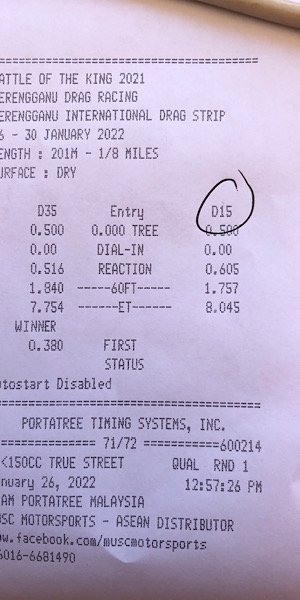 ATTLE OF THE KING 2021
ERENGGANU DRAG RACING
ERENGGANU INTERNATIONAL DRAG STRIP
6 - 30 JANUARY 2022
ENGTH : 201M - 1/8 MILES
URFACE : DRY
D35 Entry D15
0.500 0.000 TREE 0.500
0.00 DIAL-IN 0.00
0.516 REACTION 0.605
1.840 -----60FT----- 1.757
7.754 ------ET------ 8.045
WINNER
0.380 FIRST
STATUS
utostart Disabled
PORTATREE TIMING SYSTEMS, INC.
============== 71/72 ===========600214
<150CC TRUE STREET QUAL RND 1
nuary 26, 2022 12:57:26 PM
AM PORTATREE MALAYSIA
USC MOTORSPORTS - ASEAN DISTRIBUTOR
w.facebook.com/muscmotorsports
6016-6681490